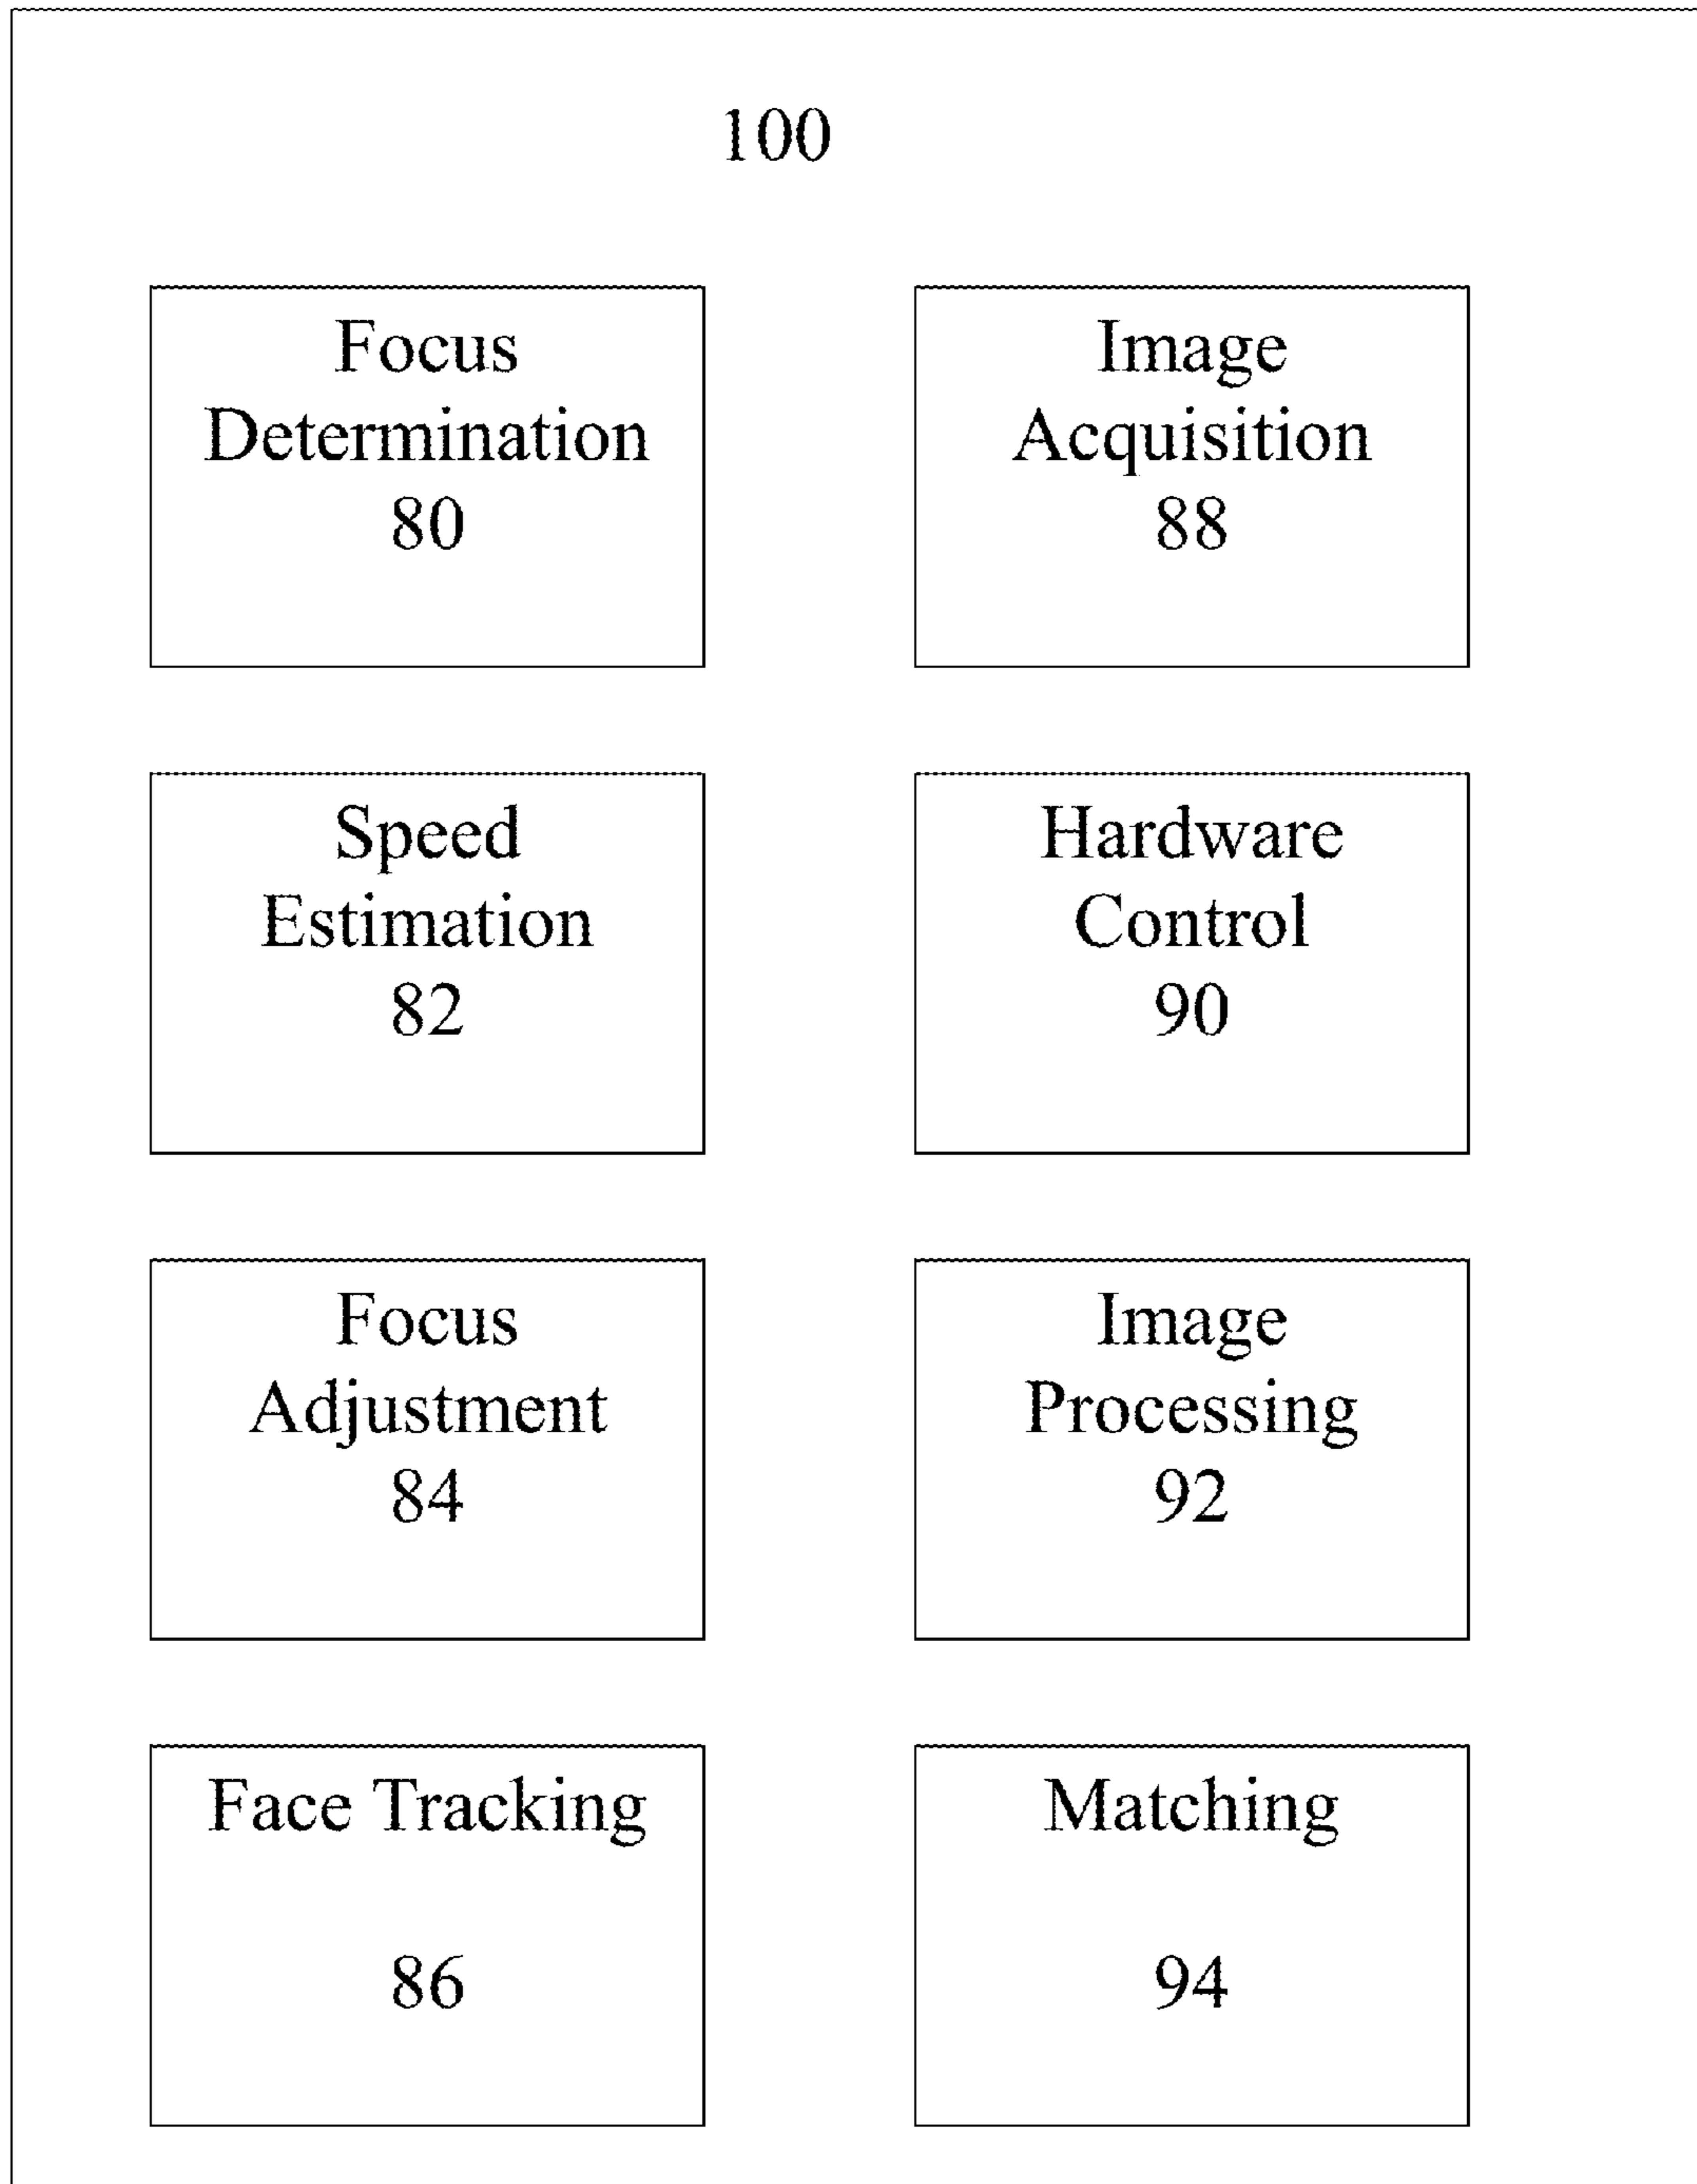 100
Focus
Determination
80
Image
Acquisition
88
Speed
Estimation
82
Hardware
Control
90
Focus
Adjustment
84
Image
Processing
92
Face Tracking
86
Matching
94